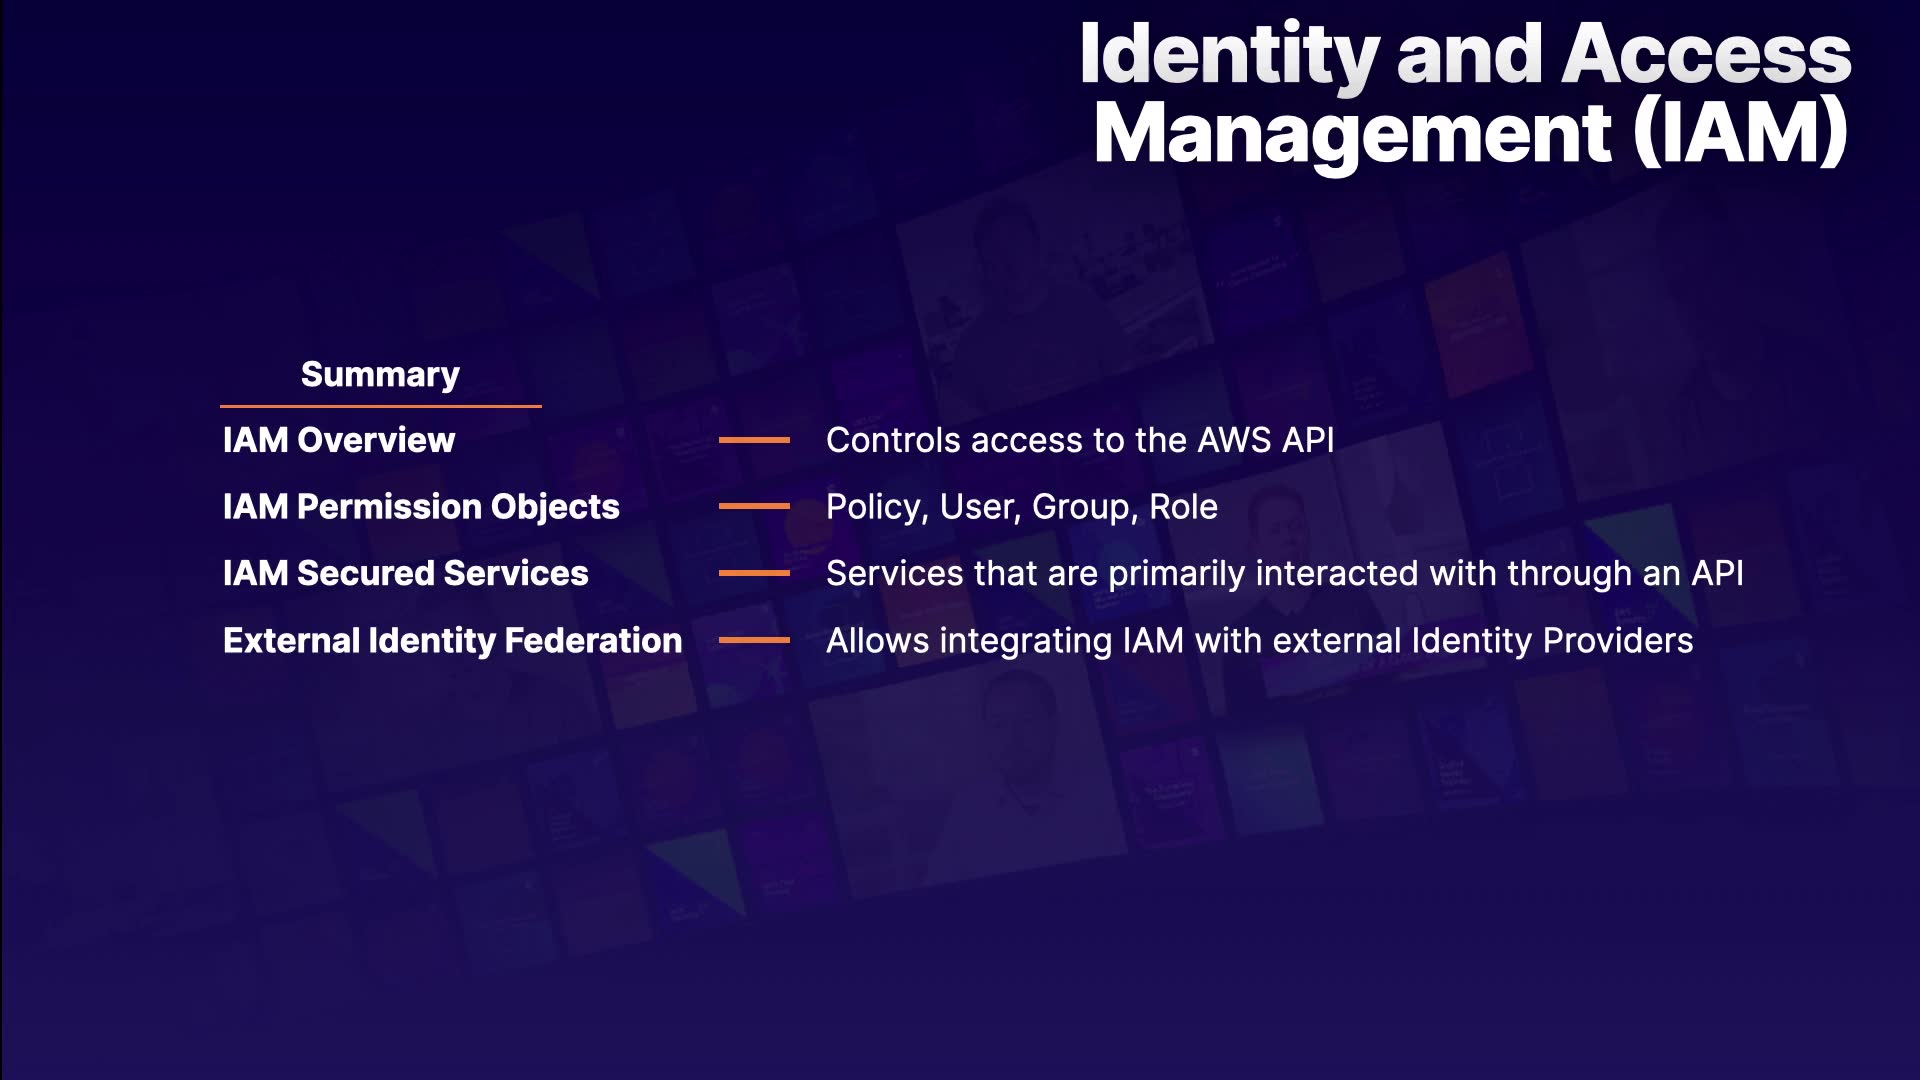 Identity and Access
Management (IAM)
Summary
IAM Overview — Controls access to the AWS API
IAM Permission Objects — Policy, User, Group, Role
IAM Secured Services — Services that are primarily interacted with through an API
External Identity Federation — Allows integrating IAM with external Identity Providers